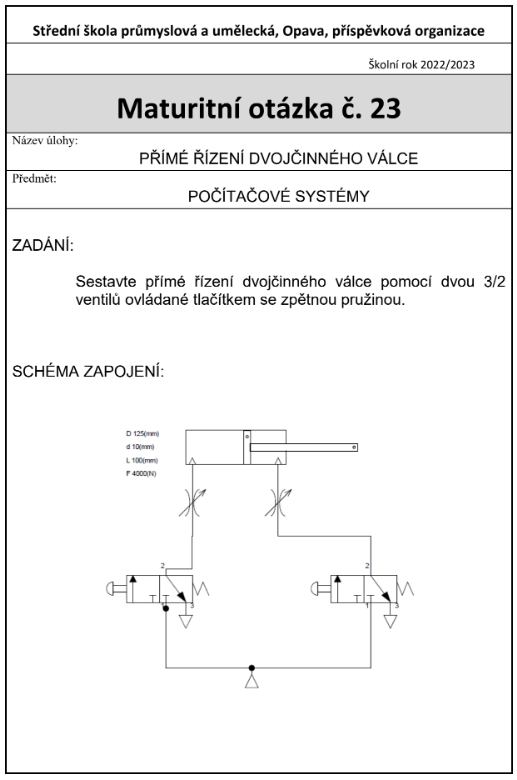 Střední škola průmyslová a umělecká, Opava, příspěvková organizace
Školní rok 2022/2023
Maturitní otázka č. 23
Název úlohy:
PŘÍMÉ ŘÍZENÍ DVOJČINNÉHO VÁLCE
Předmět:
POČÍTAČOVÉ SYSTÉMY
ZADÁNÍ:
Sestavte přímé řízení dvojčinného válce pomocí dvou 3/2
ventilů ovládané tlačítkem se zpětnou pružinou.
SCHÉMA ZAPOJENÍ:
D 125(mm)
d 10(mm)
L 100(mm)
F 4000(N)
2
2
1 3
1 3